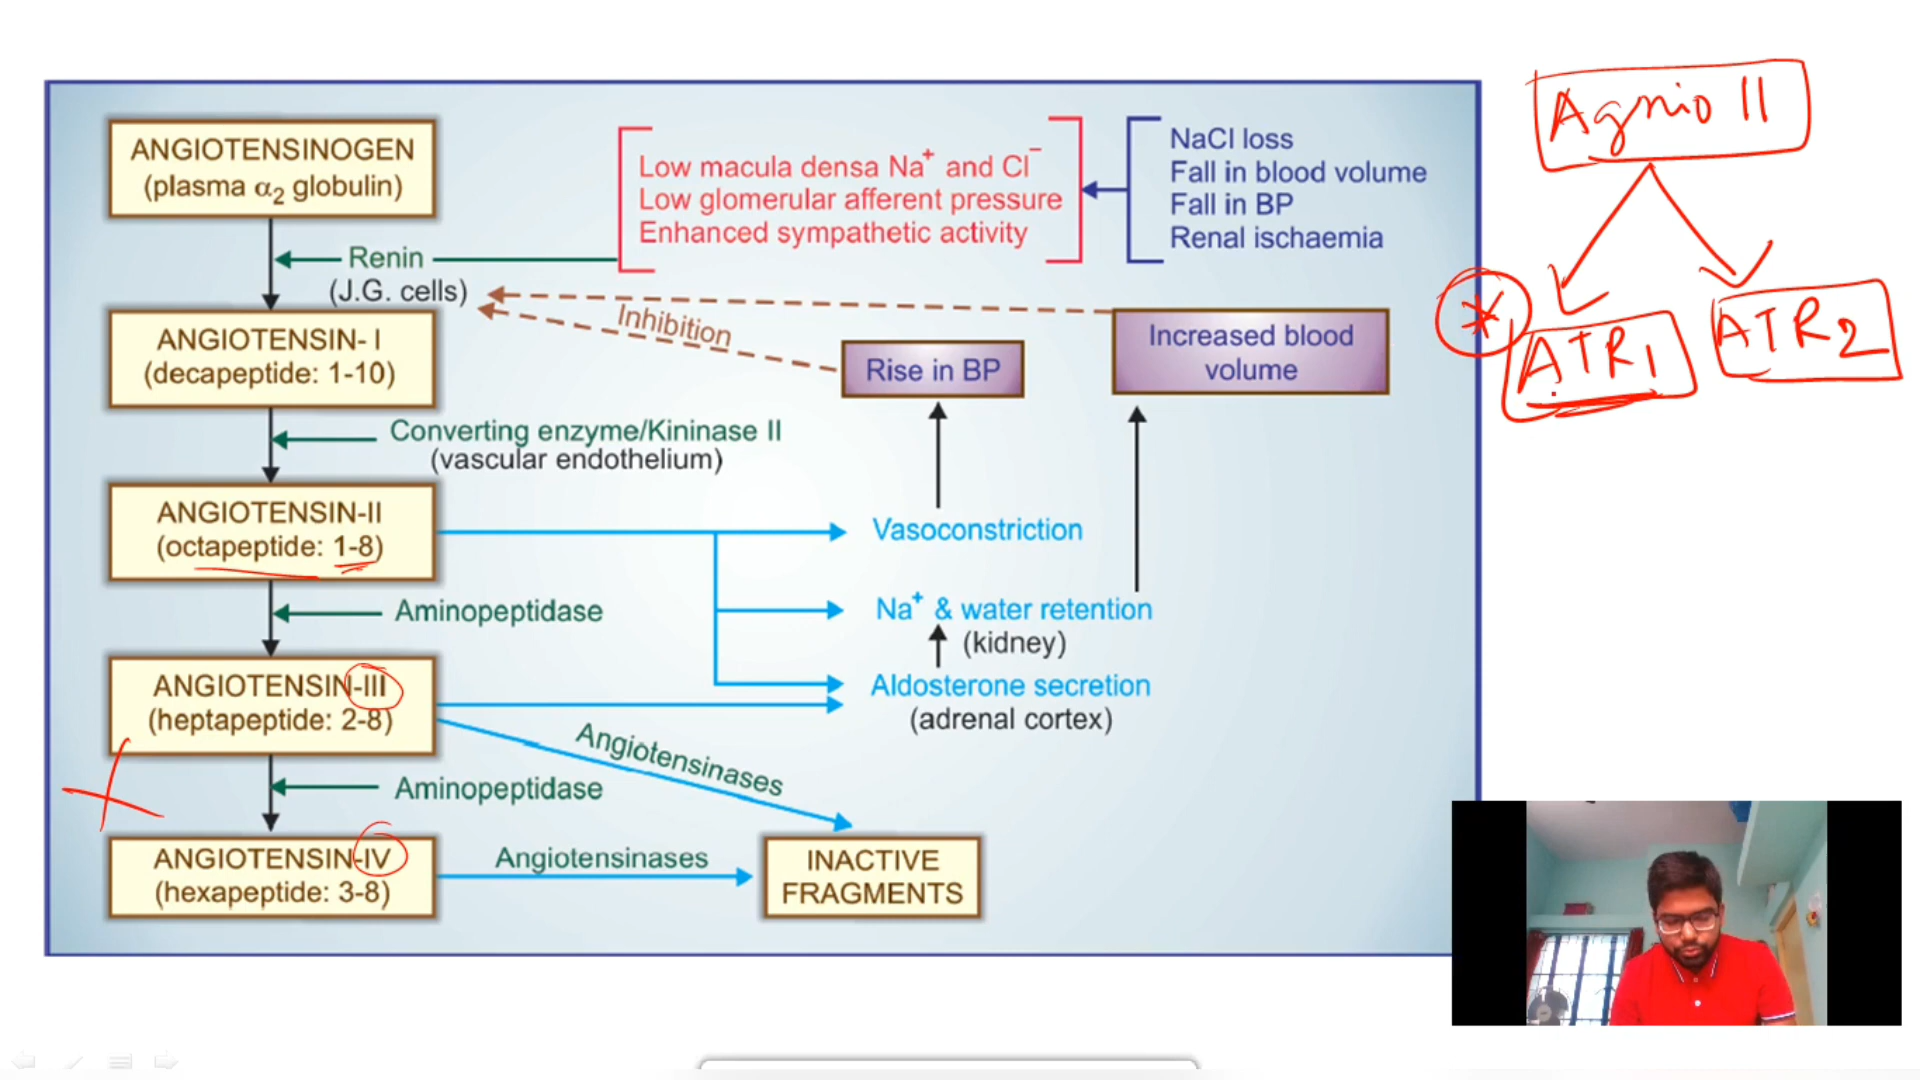 ANGIOTENSINOGEN
(plasma α₂ globulin)
Renin
(J.G. cells)
Low macula densa Na⁺ and Cl⁻
Low glomerular afferent pressure
Enhanced sympathetic activity
NaCl loss
Fall in blood volume
Fall in BP
Renal ischaemia
Agnio II
ATR1
ATR2
ANGIOTENSIN- I
(decapeptide: 1-10)
Inhibition
Rise in BP
Increased blood
volume
Converting enzyme/Kininase II
(vascular endothelium)
ANGIOTENSIN-II
(octapeptide: 1-8)
Vasoconstriction
Aminopeptidase
Na⁺ & water retention
(kidney)
ANGIOTENSIN-III
(heptapeptide: 2-8)
Aldosterone secretion
(adrenal cortex)
Angiotensinases
Aminopeptidase
ANGIOTENSIN-IV
(hexapeptide: 3-8)
Angiotensinases
INACTIVE
FRAGMENTS